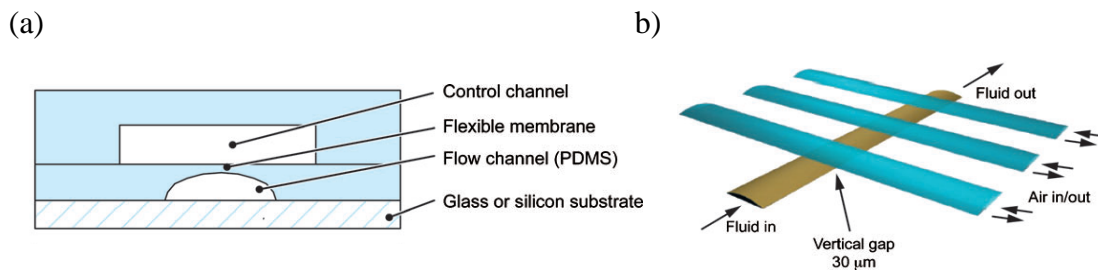 (a)
Control channel
Flexible membrane
Flow channel (PDMS)
Glass or silicon substrate
b)
Fluid out
Air in/out
Fluid in
Vertical gap
30 μm